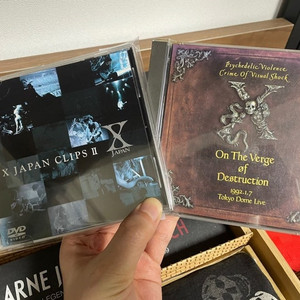 X JAPAN CLIPS II
X
JAPAN
DVD
Psychedelic Violence
Crime Of Visual Shock
X
On The Verge
of
Destruction
1992.1.7
Tokyo Dome Live
ARNE